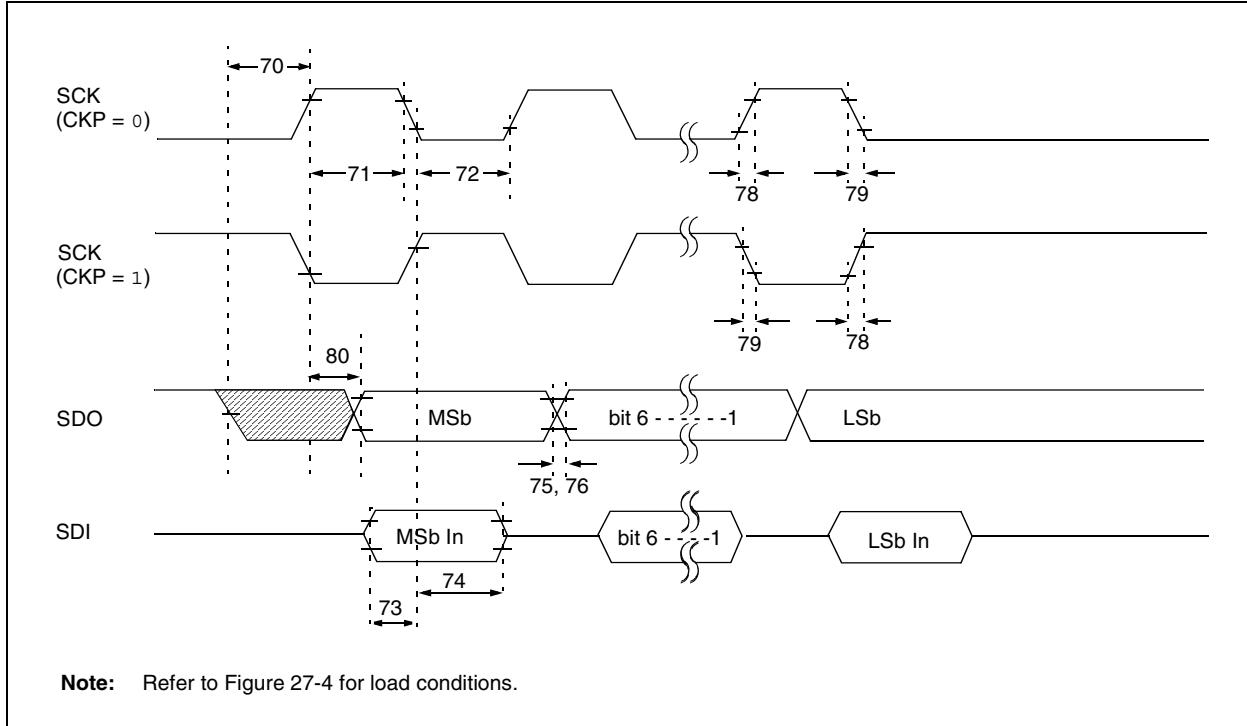 70
SCK
(CKP = 0)
71
72
78
79
SCK
(CKP = 1)
79
78
80
SDO
MSb
bit 6 - - - - - -1
LSb
75, 76
SDI
MSb In
bit 6 - - - - -1
LSb In
74
73
Note: Refer to Figure 27-4 for load conditions.